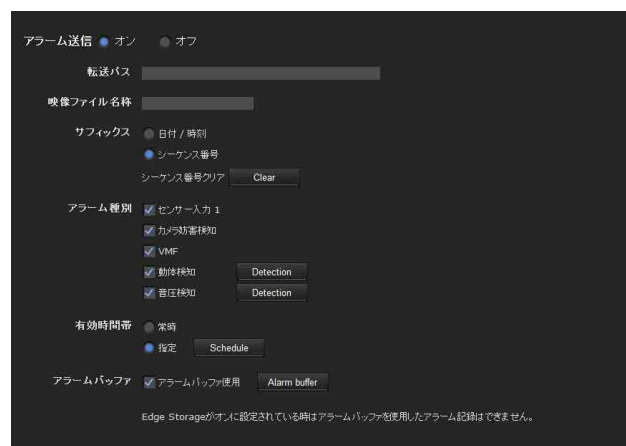 アラーム送信 オン オフ
転送パス
映像ファイル名称
サフィックス 日付 / 時刻
シーケンス番号
シーケンス番号クリア Clear
アラーム種別 センサー入力 1
カメラ妨害検知
VMF
動体検知 Detection
音圧検知 Detection
有効時間帯 常時
指定 Schedule
アラームバッファ アラームバッファ使用 Alarm buffer
Edge Storageがオンに設定されている時はアラームバッファを使用したアラーム記録はできません。